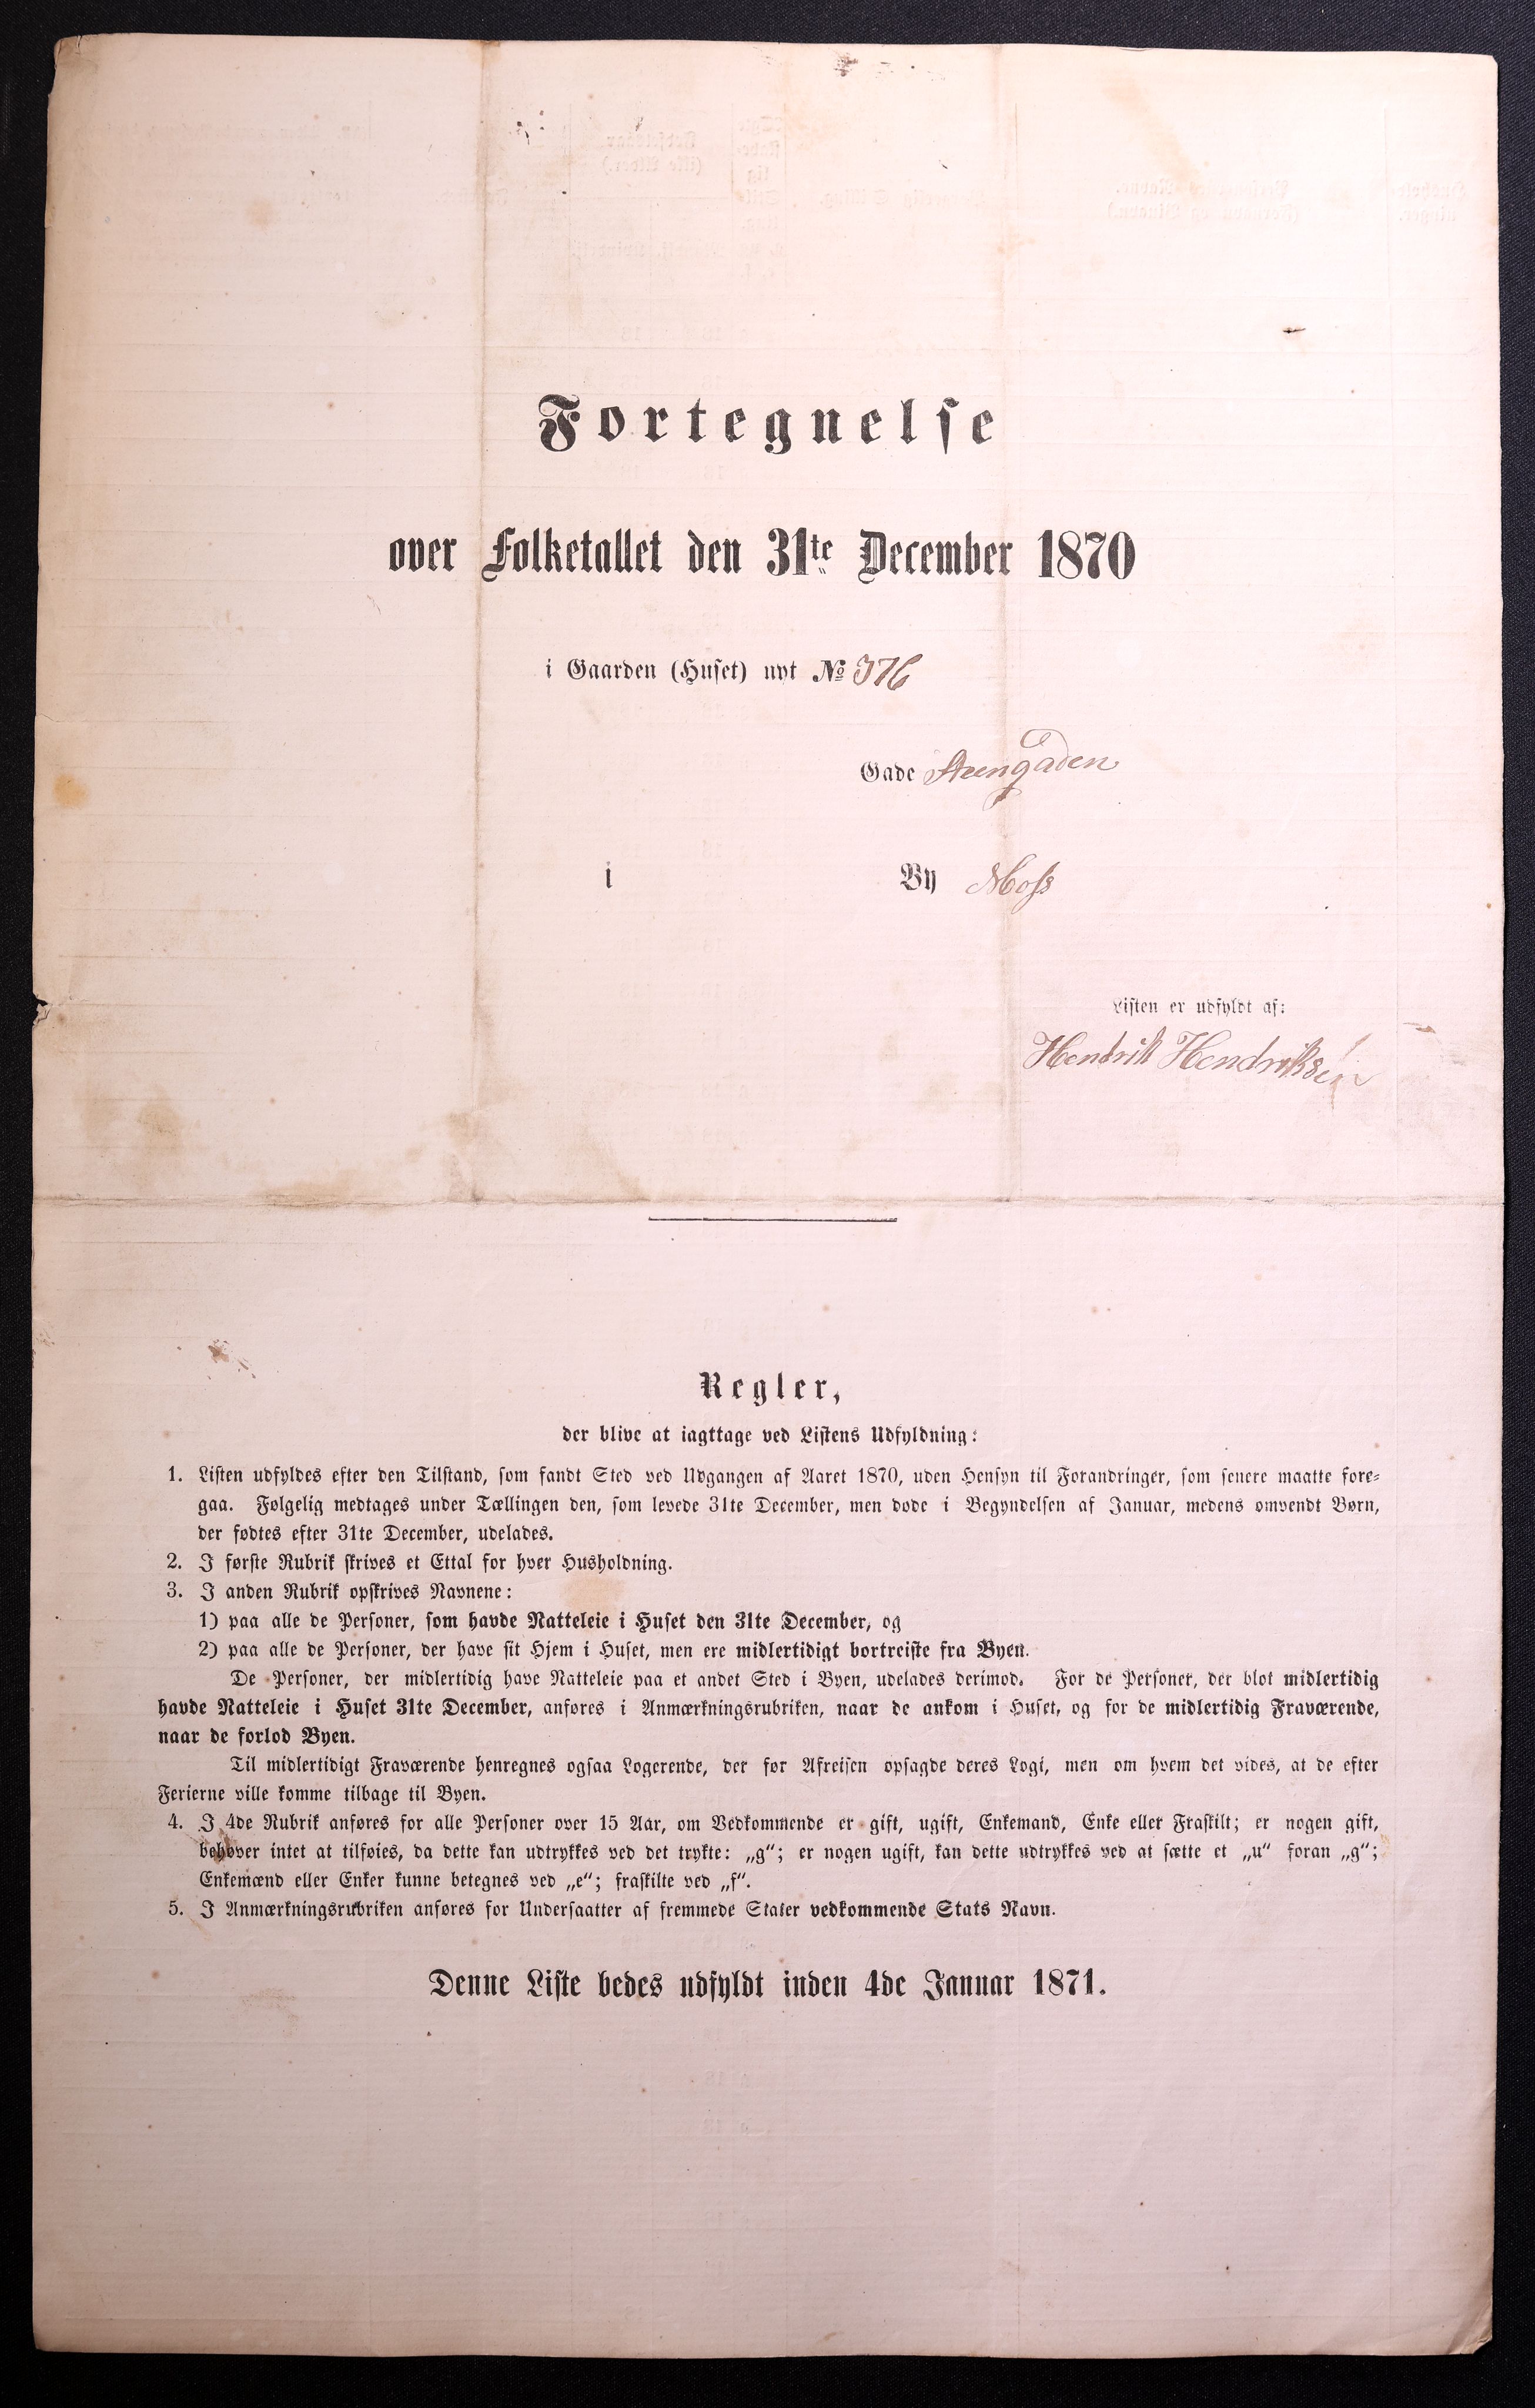 Fortegnelse
over Folketallet den 31te December 1870
i Gaarden (Huset) nyt No 376
Gade Steengaden
i By Moss
Listen er udfyldt af:
Hendrik Hendriksen
Regler,
der blive at iagttage ved Listens Udfyldning:
1. Listen udfyldes efter den Tilstand, som fandt Sted ved Udgangen af Aaret 1870, uden Hensyn til Forandringer, som senere maatte fore-
gaa. Følgelig medtages under Tællingen den, som levede 31te December, men døde i Begyndelsen af Januar, medens omvendt Børn,
der fødtes efter 31te December, udelades.
2. I første Rubrik skrives et Ettal for hver Husholdning.
3. I anden Rubrik opskrives Navnene:
1) paa alle de Personer, som havde Natteleie i Huset den 31te December, og
2) paa alle de Personer, der have sit Hjem i Huset, men ere midlertidigt bortreiste fra Byen.
De Personer, der midlertidig have Natteleie paa et andet Sted i Byen, udelades derimod. For de Personer, der blot midlertidig
havde Natteleie i Huset 31te December, anføres i Anmærkningsrubriken, naar de ankom i Huset, og for de midlertidig Fraværende,
naar de forlod Byen.
Til midlertidigt Fraværende henregnes ogsaa Logerende, der før Afreisen opsagde deres Logi, men om hvem det vides, at de efter
Ferierne ville komme tilbage til Byen.
4. I 4de Rubrik anføres for alle Personer over 15 Aar, om Vedkommende er gift, ugift, Enkemand, Enke eller Fraskilt; er nogen gift,
behøver intet at tilføies, da dette kan udtrykkes ved det trykte: „g“; er nogen ugift, kan dette udtrykkes ved at sætte et „u“ foran „g“;
Enkemænd eller Enker kunne betegnes ved „e“; fraskilte ved „f“.
5. I Anmærkningsrubriken anføres for Undersaatter af fremmede Stater vedkommende Stats Navn.
Denne Liste bedes udfyldt inden 4de Januar 1871.